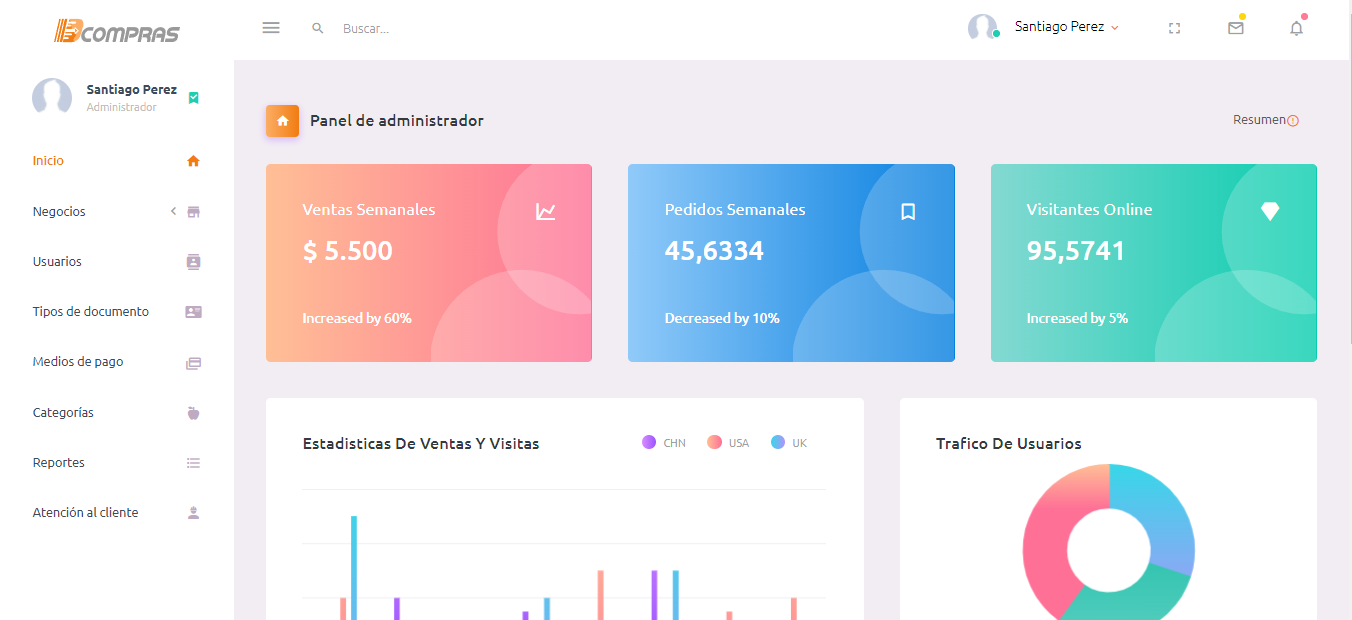 BCOMPRAS
Buscar...
Santiago Perez
Santiago Perez
Administrador
Inicio
Negocios
Usuarios
Tipos de documento
Medios de pago
Categorías
Reportes
Atención al cliente
Panel de administrador
Resumen
Ventas Semanales
$ 5.500
Increased by 60%
Pedidos Semanales
45,6334
Decreased by 10%
Visitantes Online
95,5741
Increased by 5%
Estadisticas De Ventas Y Visitas
CHN USA UK
Trafico De Usuarios